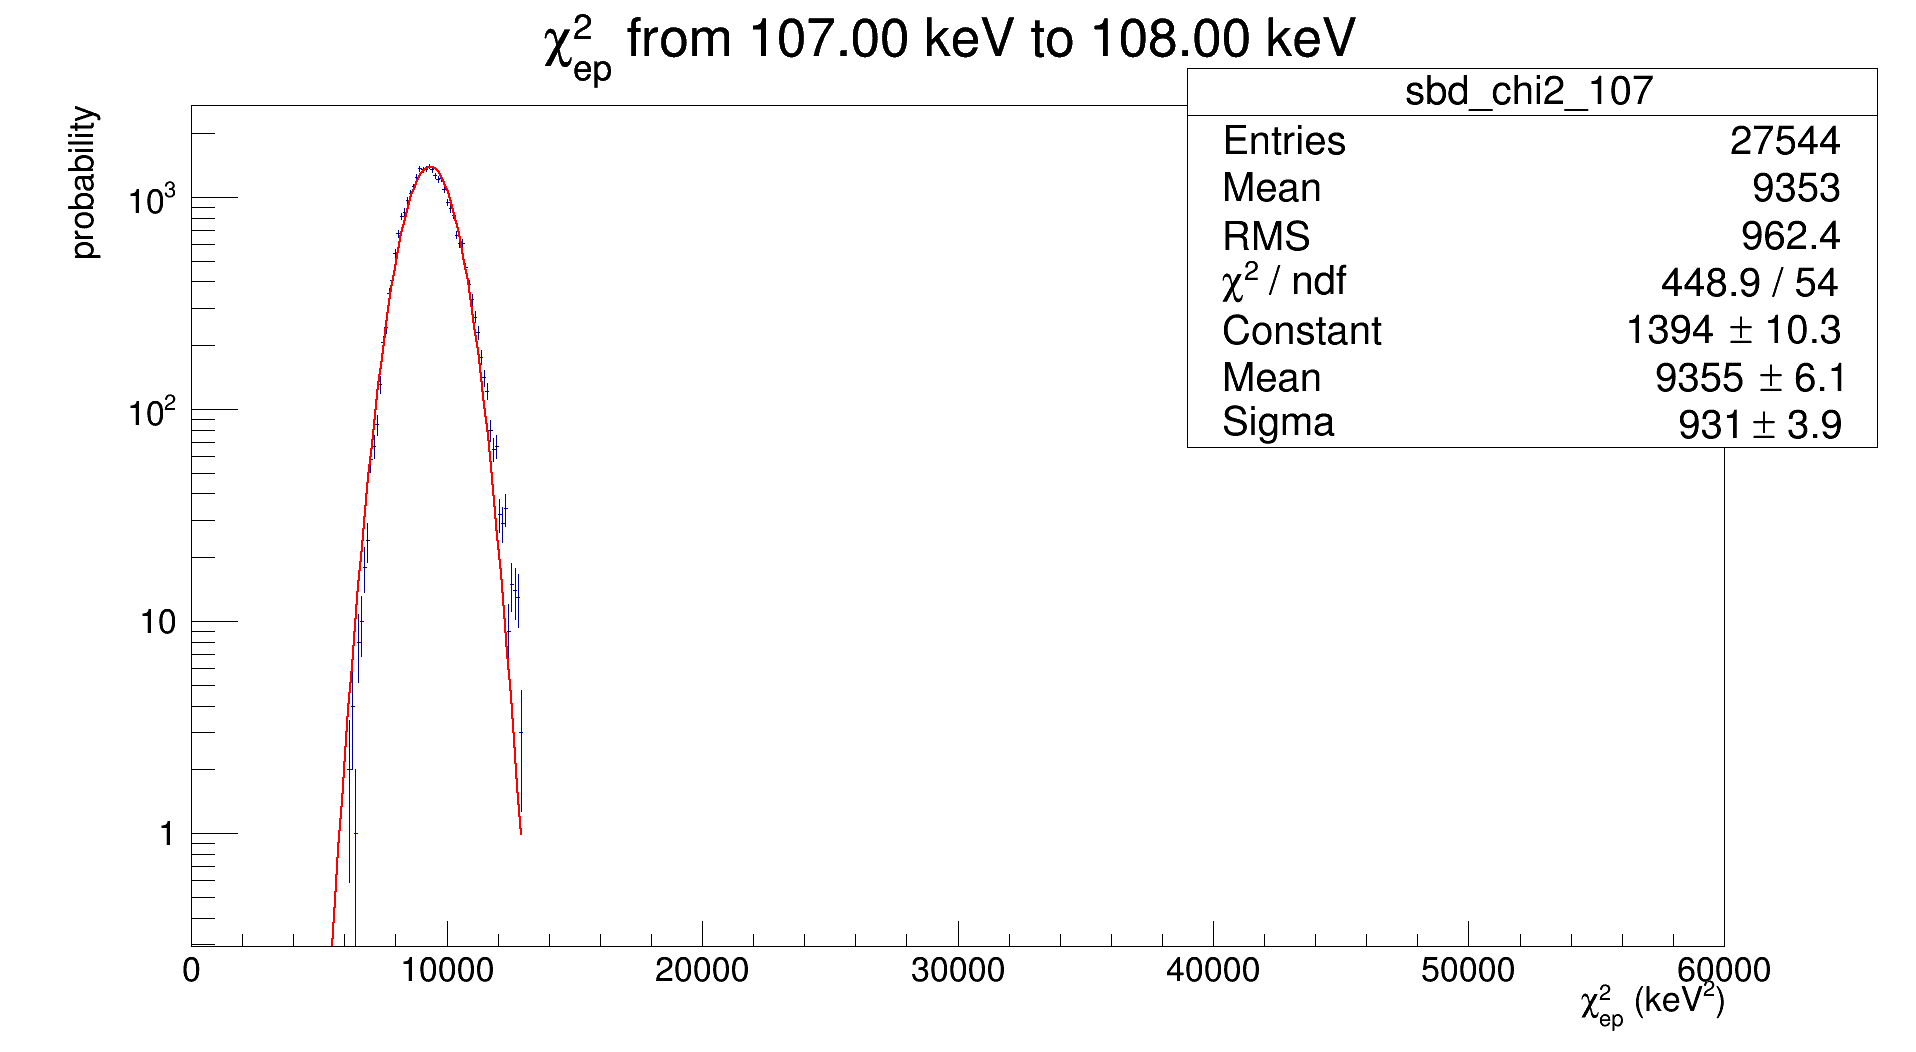 χ²ep from 107.00 keV to 108.00 keV
sbd_chi2_107
Entries 27544
Mean 9353
RMS 962.4
χ² / ndf 448.9 / 54
Constant 1394 ± 10.3
Mean 9355 ± 6.1
Sigma 931 ± 3.9
probability
10³
10²
10
1
0 10000 20000 30000 40000 50000 60000
χ²ep (keV²)